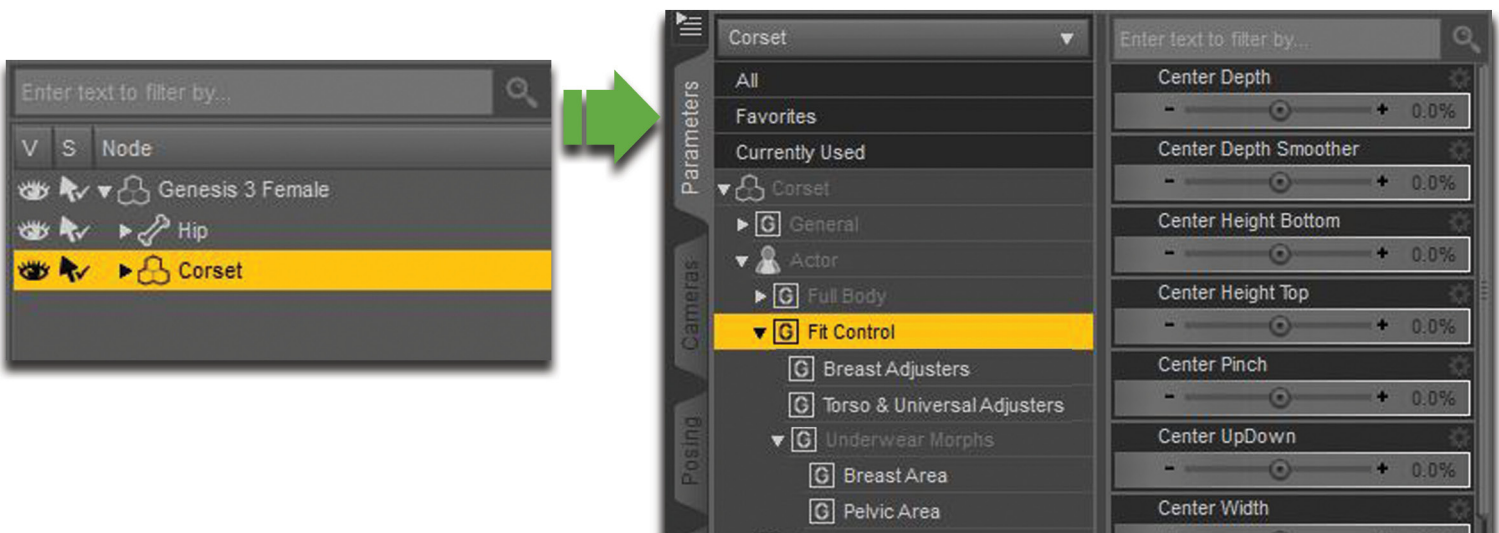 Enter text to filter by...
V S Node
Genesis 3 Female
Hip
Corset
Parameters
Cameras
Posing
Corset
All
Favorites
Currently Used
Corset
G General
Actor
G Full Body
G Fit Control
G Breast Adjusters
G Torso & Universal Adjusters
G Underwear Morphs
G Breast Area
G Pelvic Area
Enter text to filter by...
Center Depth
- + 0.0%
Center Depth Smoother
- + 0.0%
Center Height Bottom
- + 0.0%
Center Height Top
- + 0.0%
Center Pinch
- + 0.0%
Center UpDown
- + 0.0%
Center Width